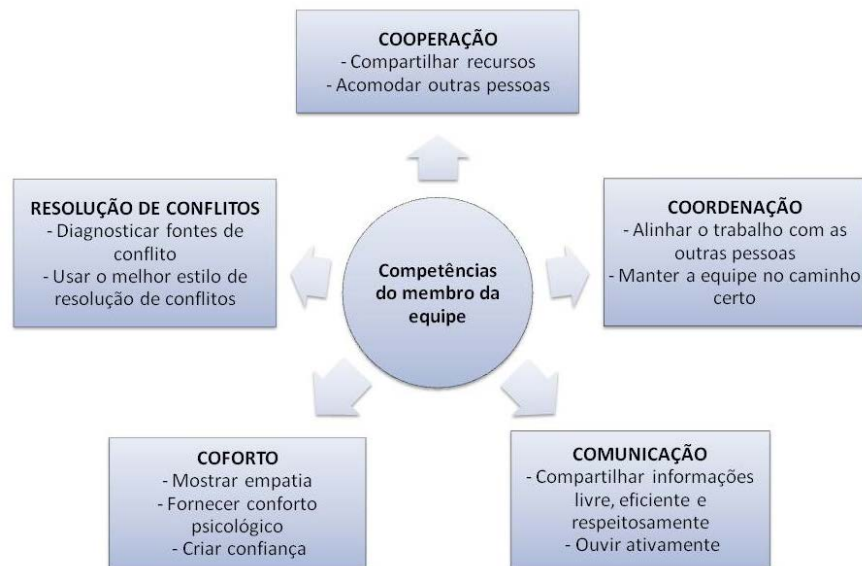 COOPERAÇÃO
- Compartilhar recursos
- Acomodar outras pessoas
RESOLUÇÃO DE CONFLITOS
- Diagnosticar fontes de
conflito
- Usar o melhor estilo de
resolução de conflitos
Competências
do membro da
equipe
COORDENAÇÃO
- Alinhar o trabalho com as
outras pessoas
- Manter a equipe no caminho
certo
COFORTO
- Mostrar empatia
- Fornecer conforto
psicológico
- Criar confiança
COMUNICAÇÃO
- Compartilhar informações
livre, eficiente e
respeitosamente
- Ouvir ativamente